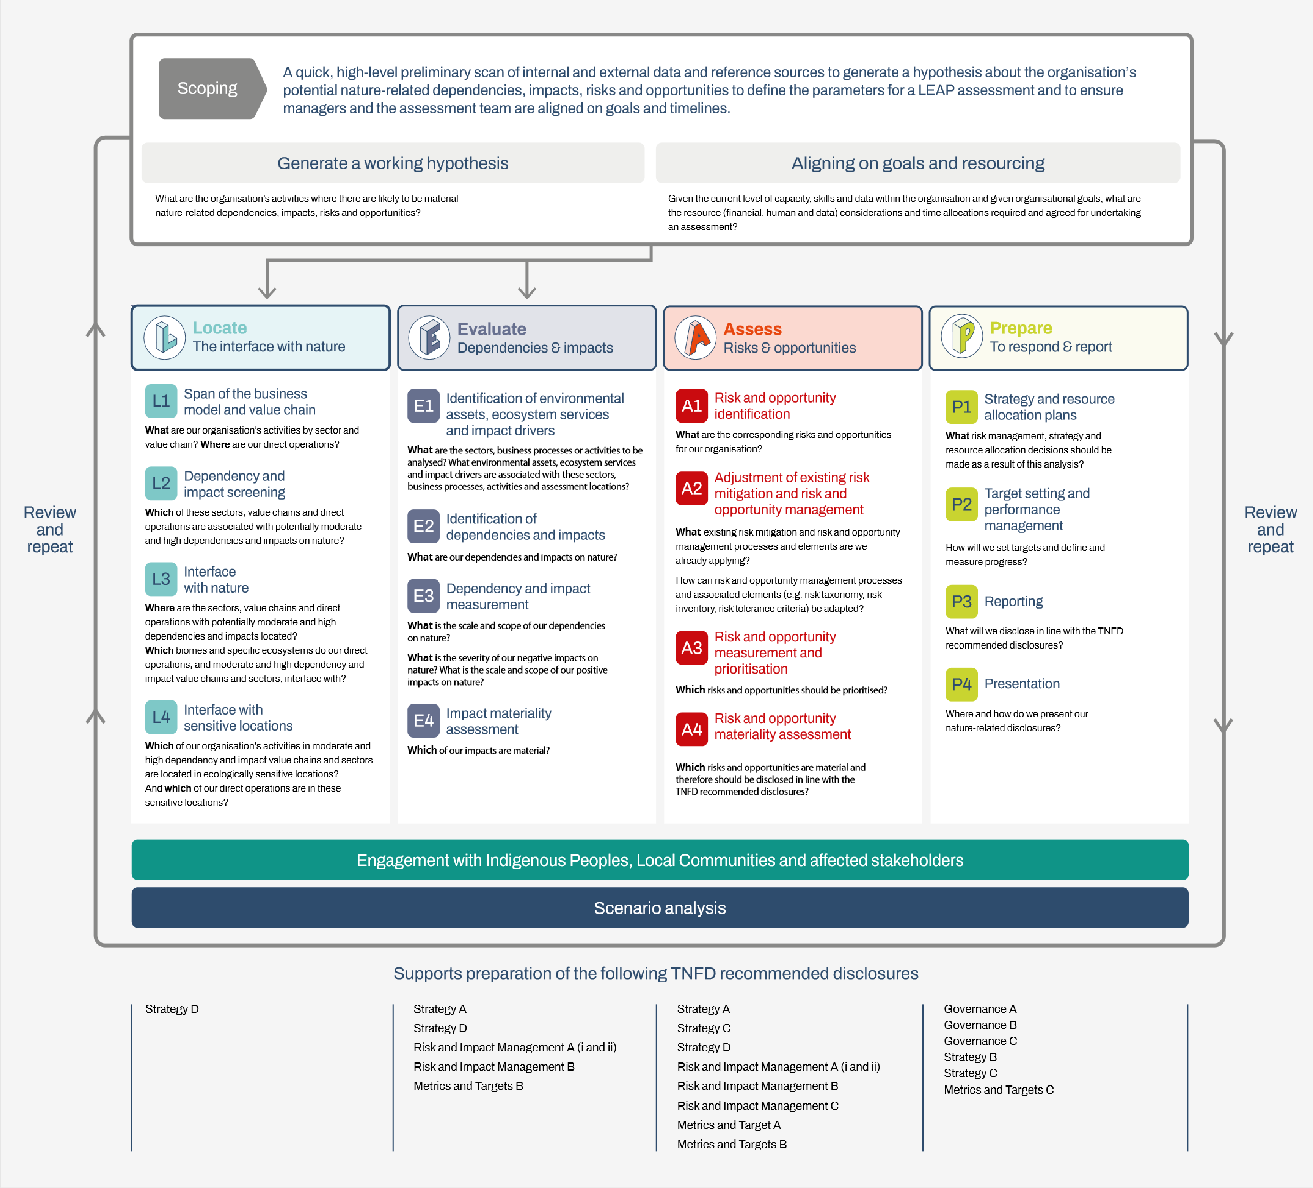 Scoping
A quick, high-level preliminary scan of internal and external data and reference sources to generate a hypothesis about the organisation's
potential nature-related dependencies, impacts, risks and opportunities to define the parameters for a LEAP assessment and to ensure
managers and the assessment team are aligned on goals and timelines.
Generate a working hypothesis
What are the organisation's activities where there are likely to be material
nature-related dependencies, impacts, risks and opportunities?
Aligning on goals and resourcing
Given the current level of capacity, skills and data within the organisation and given organisational goals, what are
the resource (financial, human and data) considerations and time allocations required and agreed for undertaking
an assessment?
Review
and
repeat
L
Locate
The interface with nature
L1
Span of the business
model and value chain
What are our organisation's activities by sector and
value chain? Where are our direct operations?
L2
Dependency and
impact screening
Which of these sectors, value chains and direct
operations are associated with potentially moderate
and high dependencies and impacts on nature?
L3
Interface
with nature
Where are the sectors, value chains and direct
operations with potentially moderate and high
dependencies and impacts located?
Which biomes and specific ecosystems do our direct
operations, and moderate and high dependency and
impact value chains and sectors, interface with?
L4
Interface with
sensitive locations
Which of our organisation's activities in moderate and
high dependency and impact value chains and sectors
are located in ecologically sensitive locations?
And which of our direct operations are in these
sensitive locations?
E
Evaluate
Dependencies & impacts
E1
Identification of environmental
assets, ecosystem services
and impact drivers
What are the sectors, business processes or activities to be
analysed? What environmental assets, ecosystem services
and impact drivers are associated with these sectors,
business processes, activities and assessment locations?
E2
Identification of
dependencies and impacts
What are our dependencies and impacts on nature?
E3
Dependency and impact
measurement
What is the scale and scope of our dependencies
on nature?
What is the severity of our negative impacts on
nature? What is the scale and scope of our positive
impacts on nature?
E4
Impact materiality
assessment
Which of our impacts are material?
A
Assess
Risks & opportunities
A1
Risk and opportunity
identification
What are the corresponding risks and opportunities
for our organisation?
A2
Adjustment of existing risk
mitigation and risk and
opportunity management
What existing risk mitigation and risk and opportunity
management processes and elements are we
already applying?
How can risk and opportunity management processes
and associated elements (e.g. risk taxonomy, risk
inventory, risk tolerance criteria) be adapted?
A3
Risk and opportunity
measurement and
prioritisation
Which risks and opportunities should be prioritised?
A4
Risk and opportunity
materiality assessment
Which risks and opportunities are material and
therefore should be disclosed in line with the
TNFD recommended disclosures?
P
Prepare
To respond & report
P1
Strategy and resource
allocation plans
What risk management, strategy and
resource allocation decisions should be
made as a result of this analysis?
P2
Target setting and
performance
management
How will we set targets and define and
measure progress?
P3
Reporting
What will we disclose in line with the TNFD
recommended disclosures?
P4
Presentation
Where and how do we present our
nature-related disclosures?
Review
and
repeat
Engagement with Indigenous Peoples, Local Communities and affected stakeholders
Scenario analysis
Supports preparation of the following TNFD recommended disclosures
Strategy D
Strategy A
Strategy D
Risk and Impact Management A (i and ii)
Risk and Impact Management B
Metrics and Targets B
Strategy A
Strategy C
Strategy D
Risk and Impact Management A (i and ii)
Risk and Impact Management B
Risk and Impact Management C
Metrics and Target A
Metrics and Targets B
Governance A
Governance B
Governance C
Strategy B
Strategy C
Metrics and Targets C